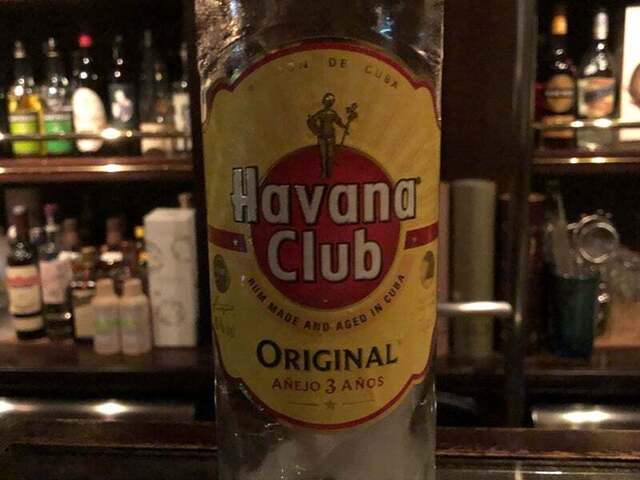 DE CUBA
Havana
Club
RUM MADE AND AGED IN CUBA
ORIGINAL
AÑEJO 3 AÑOS